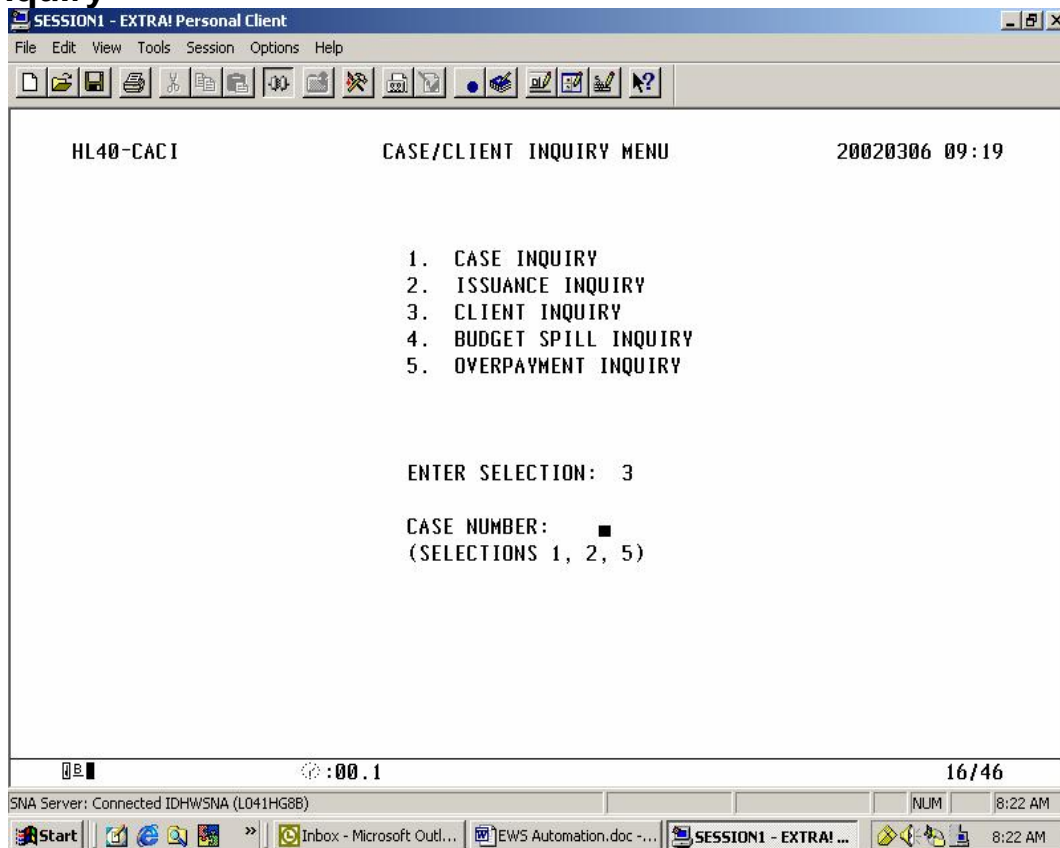 SESSION1 - EXTRA! Personal Client
File Edit View Tools Session Options Help
HL40-CACI CASE/CLIENT INQUIRY MENU 20020306 09:19
1. CASE INQUIRY
2. ISSUANCE INQUIRY
3. CLIENT INQUIRY
4. BUDGET SPILL INQUIRY
5. OVERPAYMENT INQUIRY
ENTER SELECTION: 3
CASE NUMBER:
(SELECTIONS 1, 2, 5)
:00.1 16/46
SNA Server: Connected IDHWSNA (L041HG8B) NUM 8:22 AM
Start » Inbox - Microsoft Outl... EWS Automation.doc -... SESSION1 - EXTRA! ... 8:22 AM